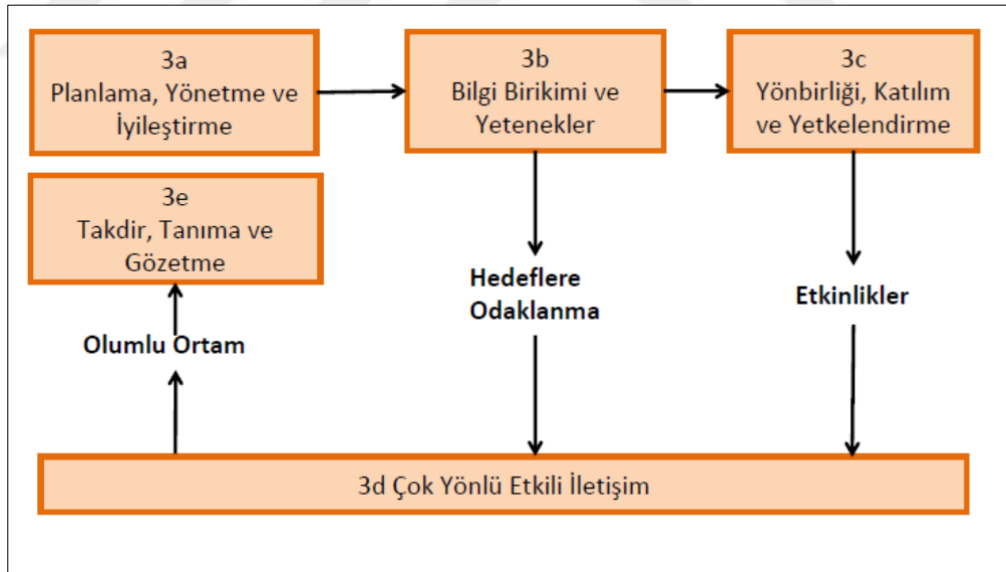 3a
Planlama, Yönetme ve
İyileştirme
3b
Bilgi Birikimi ve
Yetenekler
3c
Yönbirliği, Katılım
ve Yetkelendirme
3e
Takdir, Tanıma ve
Gözetme
Hedeflere
Odaklanma
Etkinlikler
Olumlu Ortam
3d Çok Yönlü Etkili İletişim